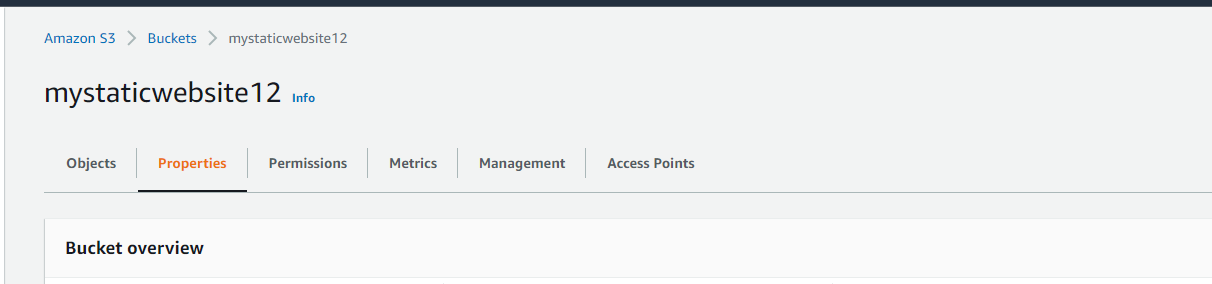 Amazon S3 > Buckets > mystaticwebsite12
mystaticwebsite12 Info
Objects Properties Permissions Metrics Management Access Points
Bucket overview